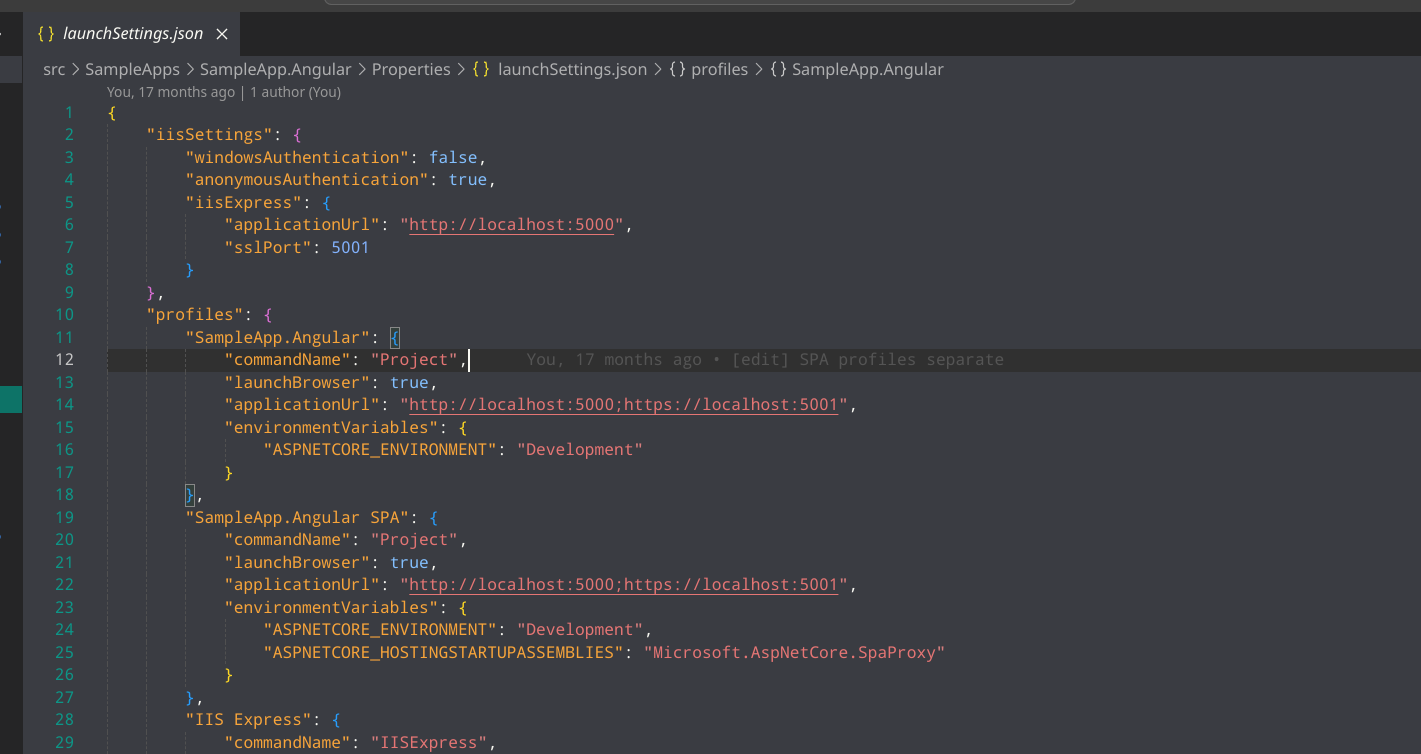 { } launchSettings.json ×
src > SampleApps > SampleApp.Angular > Properties > { } launchSettings.json > { } profiles > { } SampleApp.Angular
You, 17 months ago | 1 author (You)
1 {
2 "iisSettings": {
3 "windowsAuthentication": false,
4 "anonymousAuthentication": true,
5 "iisExpress": {
6 "applicationUrl": "http://localhost:5000",
7 "sslPort": 5001
8 }
9 },
10 "profiles": {
11 "SampleApp.Angular": {
12 "commandName": "Project", You, 17 months ago • [edit] SPA profiles separate
13 "launchBrowser": true,
14 "applicationUrl": "http://localhost:5000;https://localhost:5001",
15 "environmentVariables": {
16 "ASPNETCORE_ENVIRONMENT": "Development"
17 }
18 },
19 "SampleApp.Angular SPA": {
20 "commandName": "Project",
21 "launchBrowser": true,
22 "applicationUrl": "http://localhost:5000;https://localhost:5001",
23 "environmentVariables": {
24 "ASPNETCORE_ENVIRONMENT": "Development",
25 "ASPNETCORE_HOSTINGSTARTUPASSEMBLIES": "Microsoft.AspNetCore.SpaProxy"
26 }
27 },
28 "IIS Express": {
29 "commandName": "IISExpress",